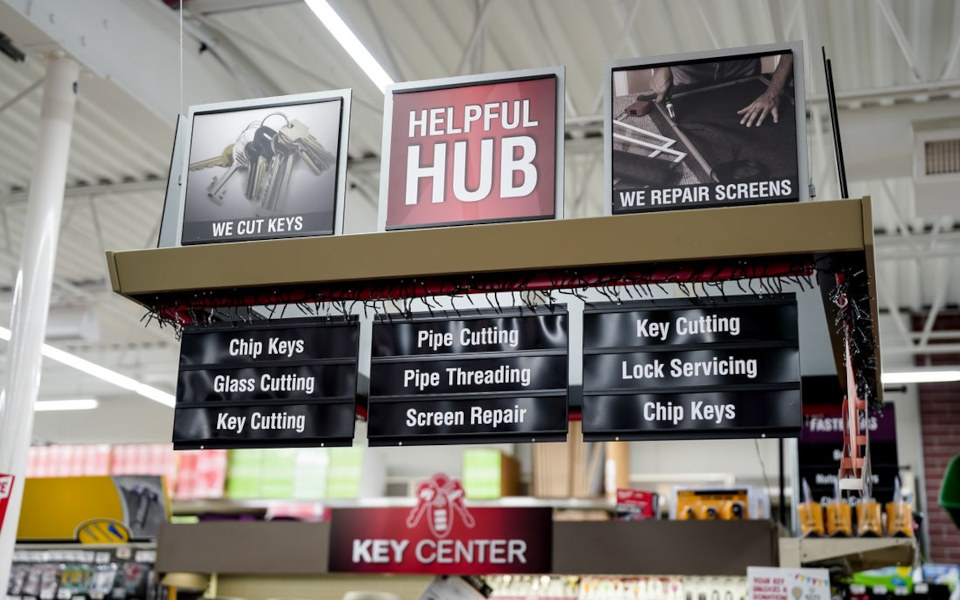 WE CUT KEYS
HELPFUL
HUB
WE REPAIR SCREENS
Chip Keys
Glass Cutting
Key Cutting
Pipe Cutting
Pipe Threading
Screen Repair
Key Cutting
Lock Servicing
Chip Keys
KEY CENTER